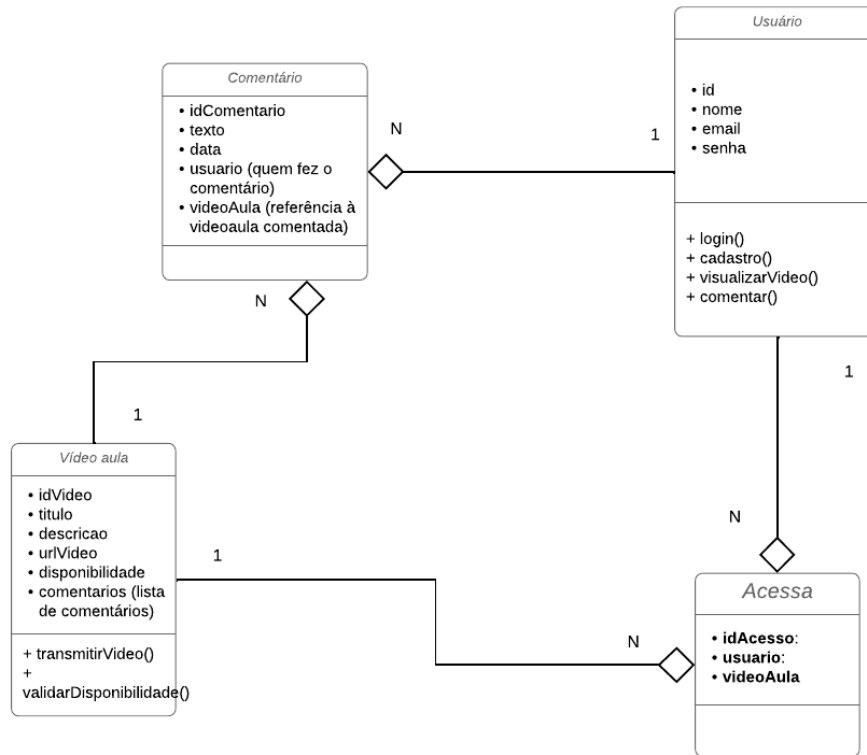 Usuário
• id
• nome
• email
• senha
+ login()
+ cadastro()
+ visualizarVideo()
+ comentar()
Comentário
• idComentario
• texto
• data
• usuario (quem fez o
comentário)
• videoAula (referência à
videoaula comentada)
N
1
N
1
1
N
Vídeo aula
• idVideo
• titulo
• descricao
• urlVideo
• disponibilidade
• comentarios (lista
de comentários)
+ transmitirVideo()
+
validarDisponibilidade()
1
N
Acessa
• idAcesso:
• usuario:
• videoAula